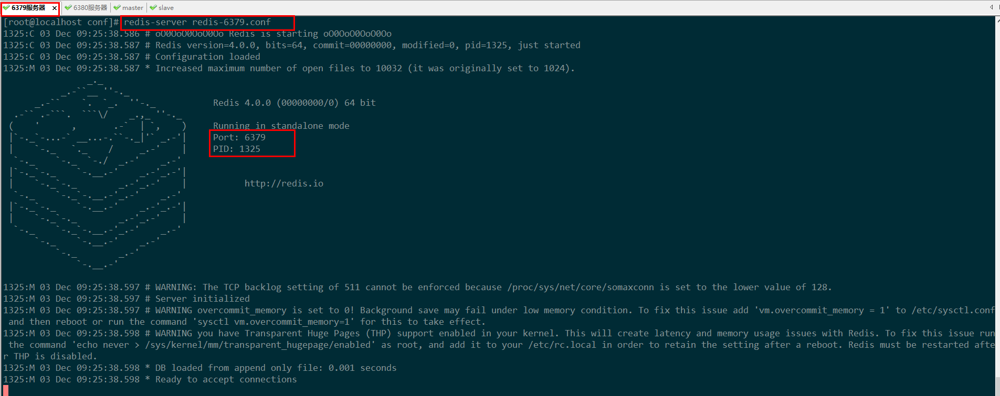 6379服务器 × 6380服务器 master slave
[root@localhost conf]# redis-server redis-6379.conf
1325:C 03 Dec 09:25:38.586 # oO0OoO0OoO0Oo Redis is starting oO0OoO0OoO0Oo
1325:C 03 Dec 09:25:38.587 # Redis version=4.0.0, bits=64, commit=00000000, modified=0, pid=1325, just started
1325:C 03 Dec 09:25:38.587 # Configuration loaded
1325:M 03 Dec 09:25:38.587 * Increased maximum number of open files to 10032 (it was originally set to 1024).
Redis 4.0.0 (00000000/0) 64 bit
Running in standalone mode
Port: 6379
PID: 1325
http://redis.io
1325:M 03 Dec 09:25:38.597 # WARNING: The TCP backlog setting of 511 cannot be enforced because /proc/sys/net/core/somaxconn is set to the lower value of 128.
1325:M 03 Dec 09:25:38.597 # Server initialized
1325:M 03 Dec 09:25:38.597 # WARNING overcommit_memory is set to 0! Background save may fail under low memory condition. To fix this issue add 'vm.overcommit_memory = 1' to /etc/sysctl.conf
and then reboot or run the command 'sysctl vm.overcommit_memory=1' for this to take effect.
1325:M 03 Dec 09:25:38.598 # WARNING you have Transparent Huge Pages (THP) support enabled in your kernel. This will create latency and memory usage issues with Redis. To fix this issue run
the command 'echo never > /sys/kernel/mm/transparent_hugepage/enabled' as root, and add it to your /etc/rc.local in order to retain the setting after a reboot. Redis must be restarted afte
r THP is disabled.
1325:M 03 Dec 09:25:38.598 * DB loaded from append only file: 0.001 seconds
1325:M 03 Dec 09:25:38.598 * Ready to accept connections